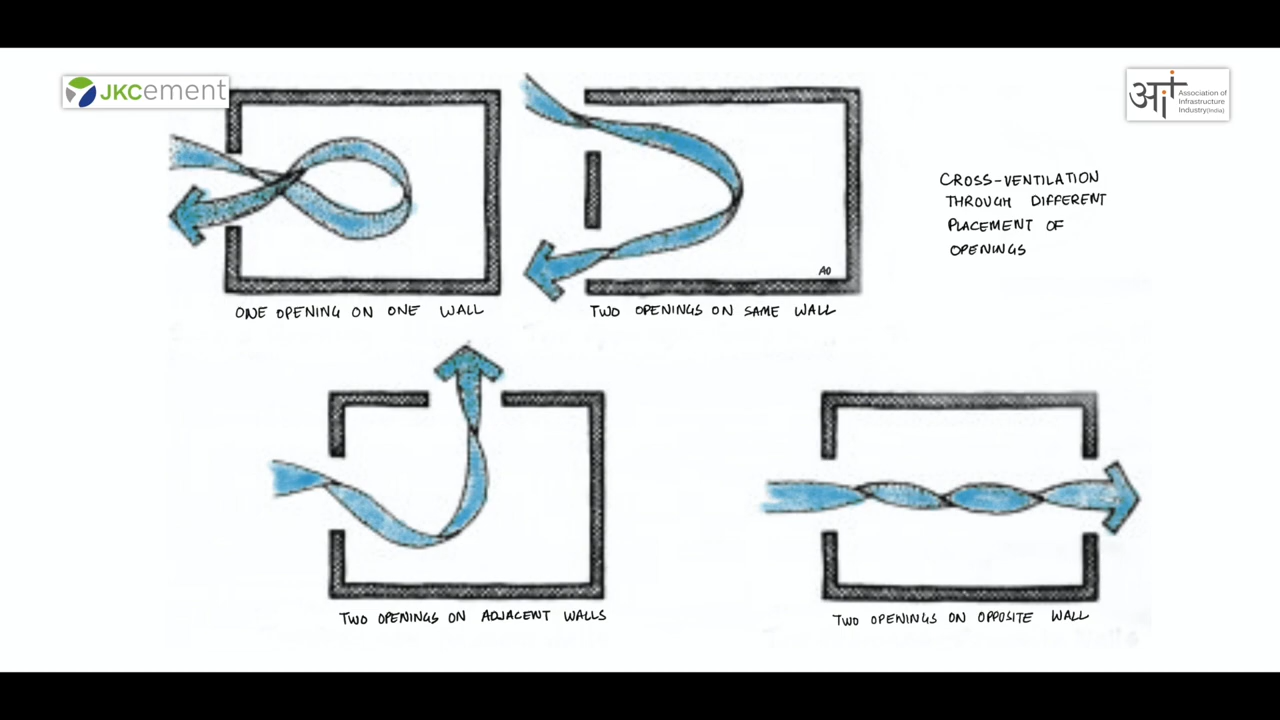 JKCement
आii
Association of
Infrastructure
Industry(India)
CROSS-VENTILATION
THROUGH DIFFERENT
PLACEMENT OF
OPENINGS
AO
ONE OPENING ON ONE WALL
TWO OPENINGS ON SAME WALL
TWO OPENINGS ON ADJACENT WALLS
TWO OPENINGS ON OPPOSITE WALL